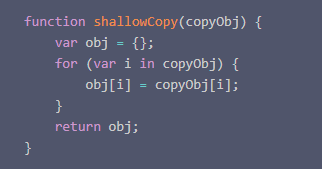 function shallowCopy(copyObj) {
    var obj = {};
    for (var i in copyObj) {
        obj[i] = copyObj[i];
    }
    return obj;
}